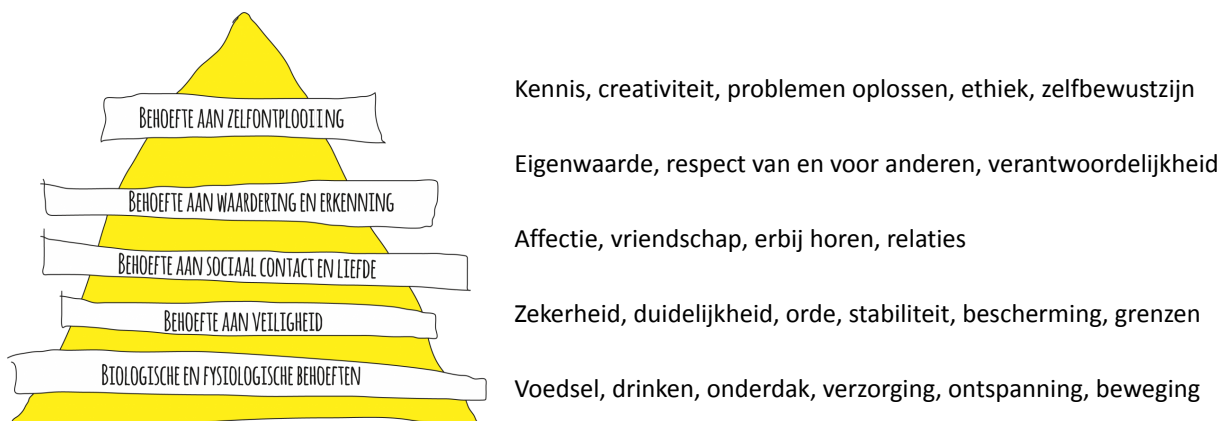 Behoefte aan zelfontplooiing
Kennis, creativiteit, problemen oplossen, ethiek, zelfbewustzijn
Behoefte aan waardering en erkenning
Eigenwaarde, respect van en voor anderen, verantwoordelijkheid
Behoefte aan sociaal contact en liefde
Affectie, vriendschap, erbij horen, relaties
Behoefte aan veiligheid
Zekerheid, duidelijkheid, orde, stabiliteit, bescherming, grenzen
Biologische en fysiologische behoeften
Voedsel, drinken, onderdak, verzorging, ontspanning, beweging